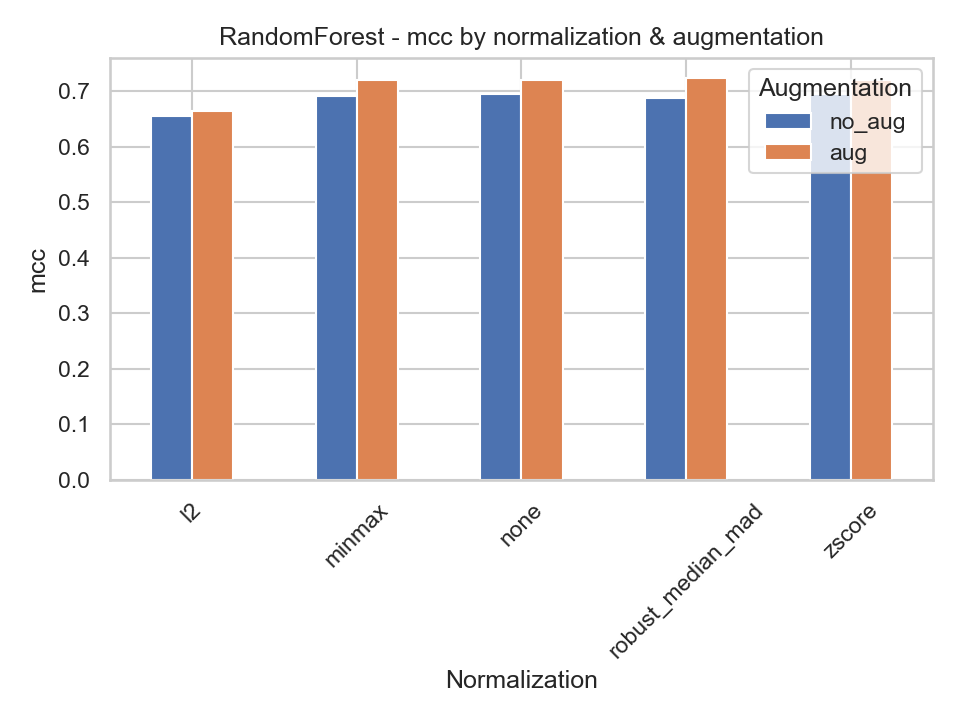 RandomForest - mcc by normalization & augmentation
Augmentation
no_aug
aug
mcc
0.7
0.6
0.5
0.4
0.3
0.2
0.1
0.0
l2
minmax
none
robust_median_mad
zscore
Normalization